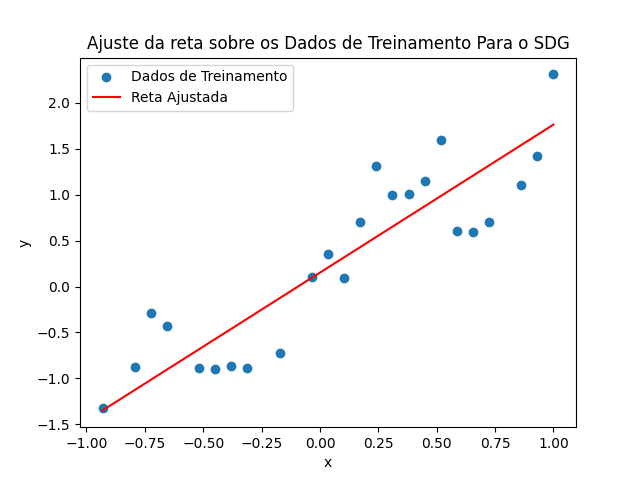 Ajuste da reta sobre os Dados de Treinamento Para o SDG
Dados de Treinamento
Reta Ajustada
2.0
1.5
1.0
0.5
0.0
−0.5
−1.0
−1.5
y
−1.00 −0.75 −0.50 −0.25 0.00 0.25 0.50 0.75 1.00
x